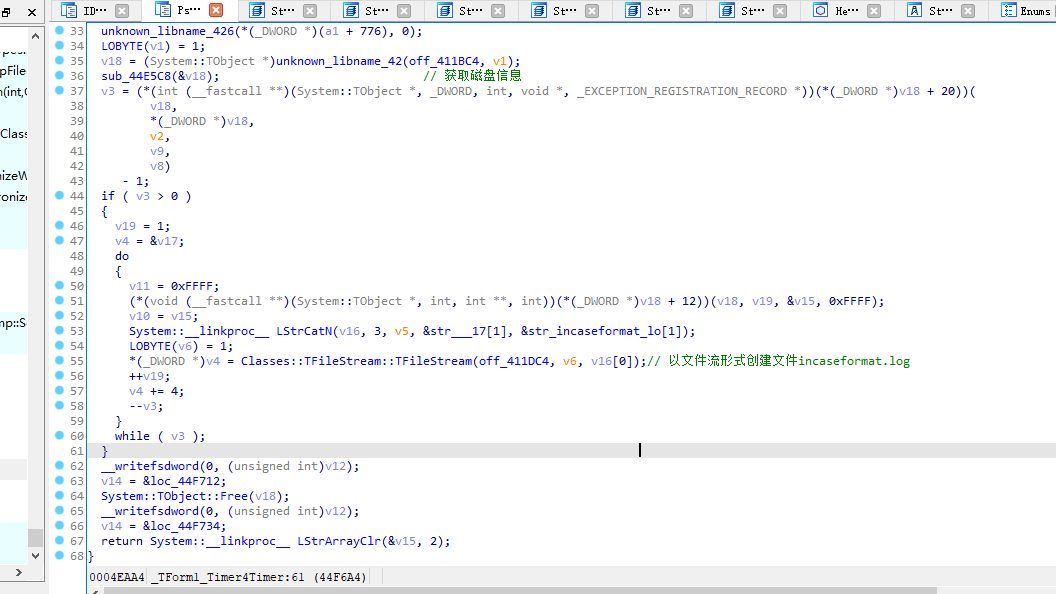 ID···
Ps···
St···
St···
St···
St···
St···
St···
He···
St···
Enums
pFile
n(int,
Class
nizeW
ronize
mp::S
33 unknown_libname_426(*(_DWORD *)(a1 + 776), 0);
34 LOBYTE(v1) = 1;
35 v18 = (System::TObject *)unknown_libname_42(off_411BC4, v1);
36 sub_44E5C8(&v18); // 获取磁盘信息
37 v3 = (*(int (__fastcall **)(System::TObject *, _DWORD, int, void *, _EXCEPTION_REGISTRATION_RECORD *))(*(_DWORD *)v18 + 20))(
38 v18,
39 *(_DWORD *)v18,
40 v2,
41 v9,
42 v8)
43 - 1;
44 if ( v3 > 0 )
45 {
46 v19 = 1;
47 v4 = &v17;
48 do
49 {
50 v11 = 0xFFFF;
51 (*(void (__fastcall **)(System::TObject *, int, int **, int))(*(_DWORD *)v18 + 12))(v18, v19, &v15, 0xFFFF);
52 v10 = v15;
53 System::__linkproc__ LStrCatN(v16, 3, v5, &str___17[1], &str_incaseformat_lo[1]);
54 LOBYTE(v6) = 1;
55 *(_DWORD *)v4 = Classes::TFileStream::TFileStream(off_411DC4, v6, v16[0]);// 以文件流形式创建文件incaseformat.log
56 ++v19;
57 v4 += 4;
58 --v3;
59 }
60 while ( v3 );
61 }
62 __writefsdword(0, (unsigned int)v12);
63 v14 = &loc_44F712;
64 System::TObject::Free(v18);
65 __writefsdword(0, (unsigned int)v12);
66 v14 = &loc_44F734;
67 return System::__linkproc__ LStrArrayClr(&v15, 2);
68 }
0004EAA4 _TForm1_Timer4Timer:61 (44F6A4)